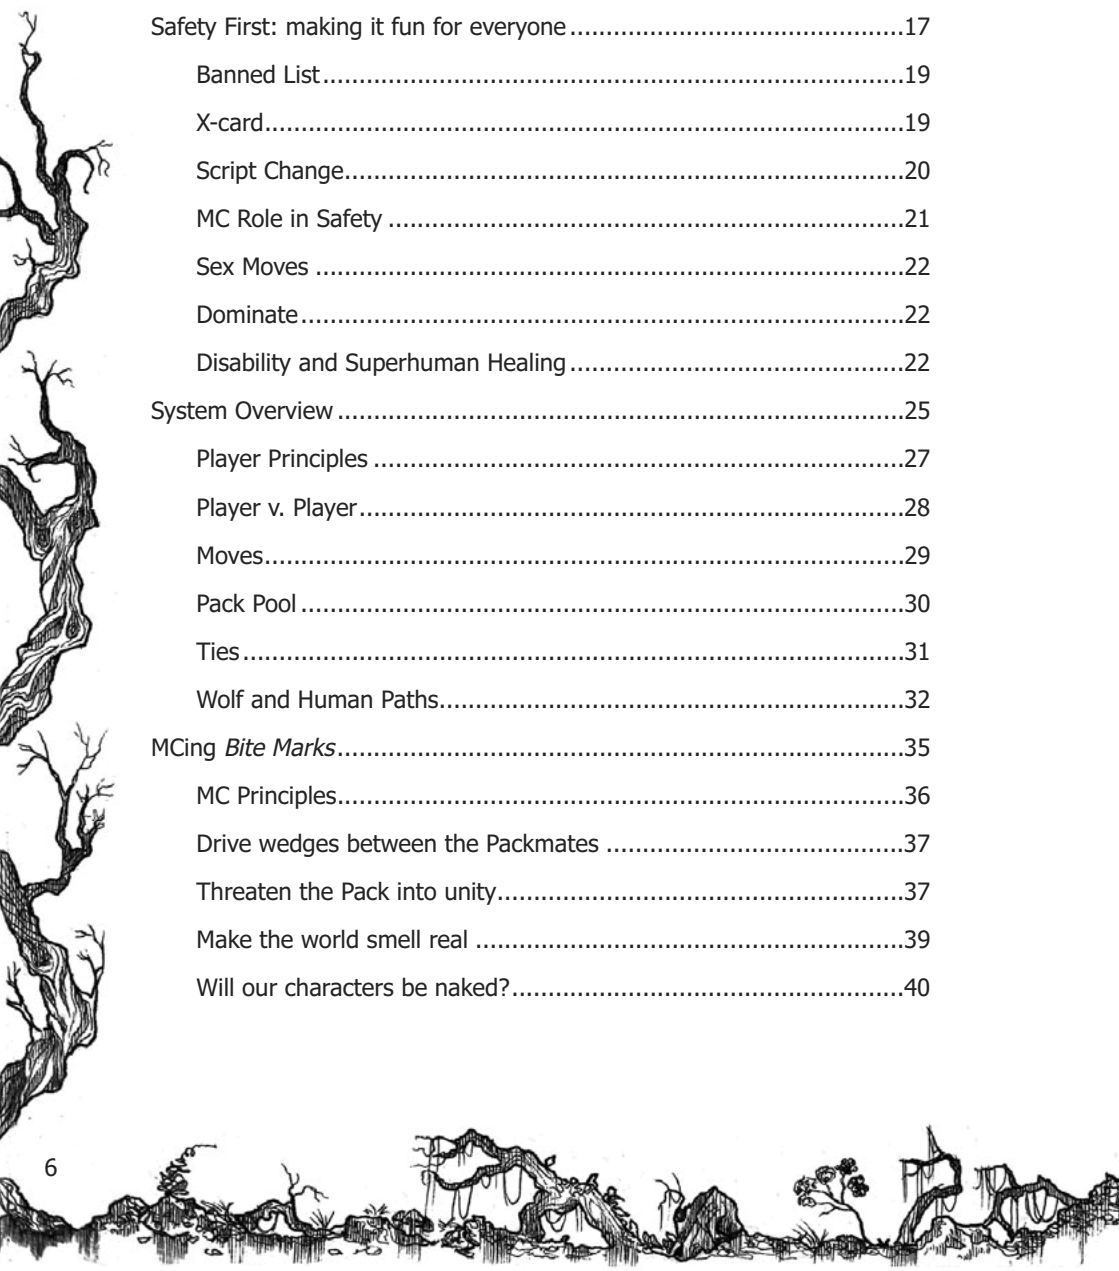 Safety First: making it fun for everyone..............................................17
Banned List................................................................................19
X-card........................................................................................19
Script Change.............................................................................20
MC Role in Safety .......................................................................21
Sex Moves .................................................................................22
Dominate...................................................................................22
Disability and Superhuman Healing..............................................22
System Overview..............................................................................25
Player Principles .........................................................................27
Player v. Player...........................................................................28
Moves........................................................................................29
Pack Pool...................................................................................30
Ties...........................................................................................31
Wolf and Human Paths................................................................32
MCing Bite Marks..............................................................................35
MC Principles..............................................................................36
Drive wedges between the Packmates .........................................37
Threaten the Pack into unity........................................................37
Make the world smell real ...........................................................39
Will our characters be naked?......................................................40
6